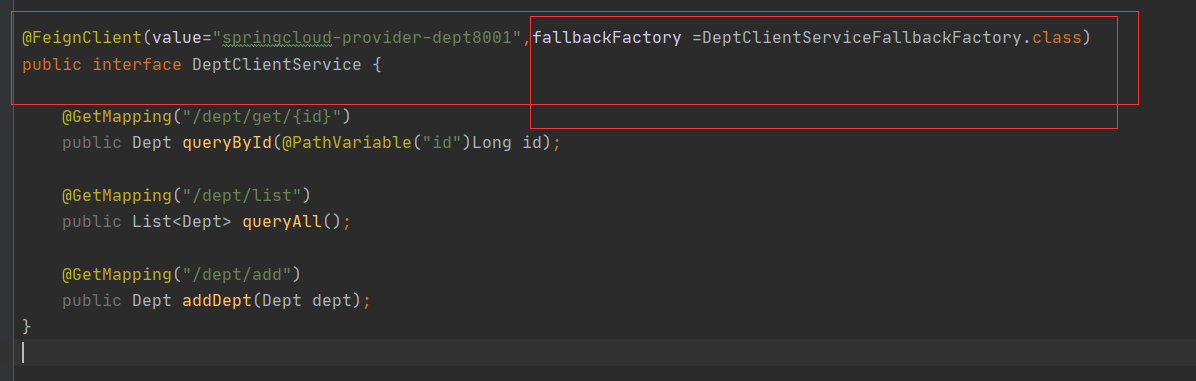 @FeignClient(value="springcloud-provider-dept8001",fallbackFactory =DeptClientServiceFallbackFactory.class)
public interface DeptClientService {
@GetMapping("/dept/get/{id}")
public Dept queryById(@PathVariable("id")Long id);
@GetMapping("/dept/list")
public List<Dept> queryAll();
@GetMapping("/dept/add")
public Dept addDept(Dept dept);
}